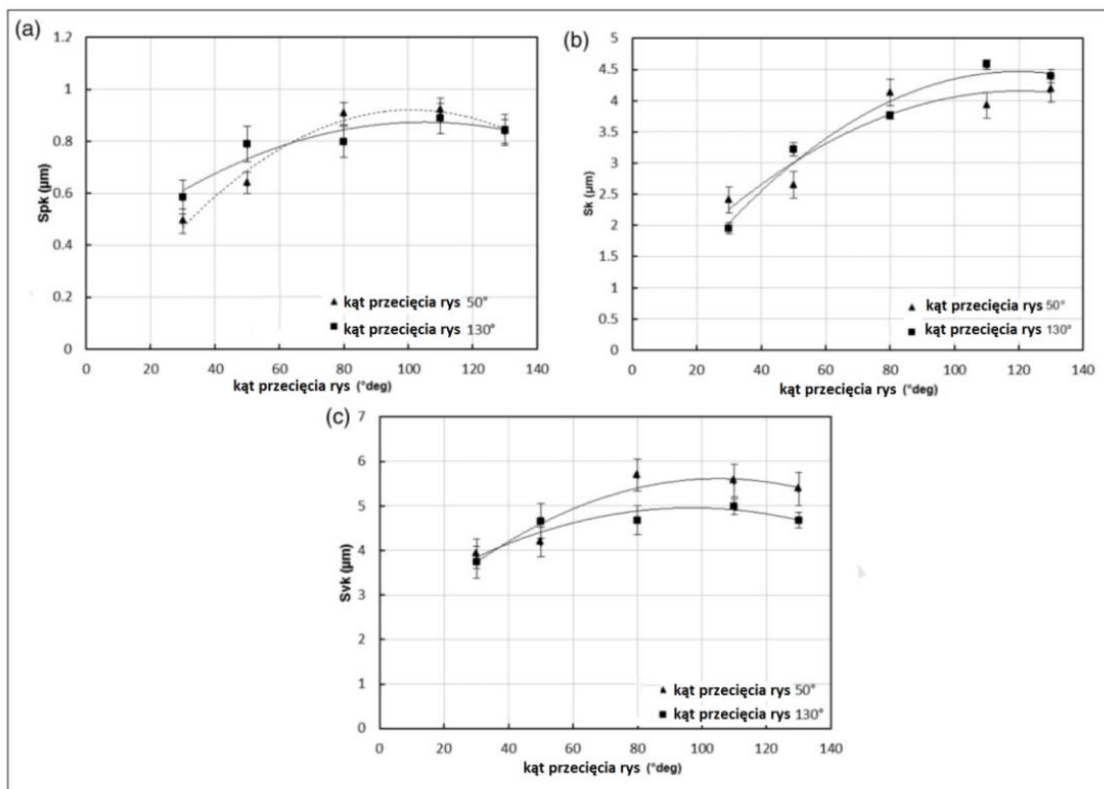 (a)
1.2
1
0.8
0.6
0.4
0.2
0
Spk (µm)
kąt przecięcia rys 50°
kąt przecięcia rys 130°
0 20 40 60 80 100 120 140
kąt przecięcia rys (°deg)
(b)
5
4.5
4
3.5
3
2.5
2
1.5
1
0.5
0
Sk (µm)
kąt przecięcia rys 50°
kąt przecięcia rys 130°
0 20 40 60 80 100 120 140
kąt przecięcia rys (°deg)
(c)
7
6
5
4
3
2
1
0
Svk (µm)
kąt przecięcia rys 50°
kąt przecięcia rys 130°
0 20 40 60 80 100 120 140
kąt przecięcia rys (°deg)